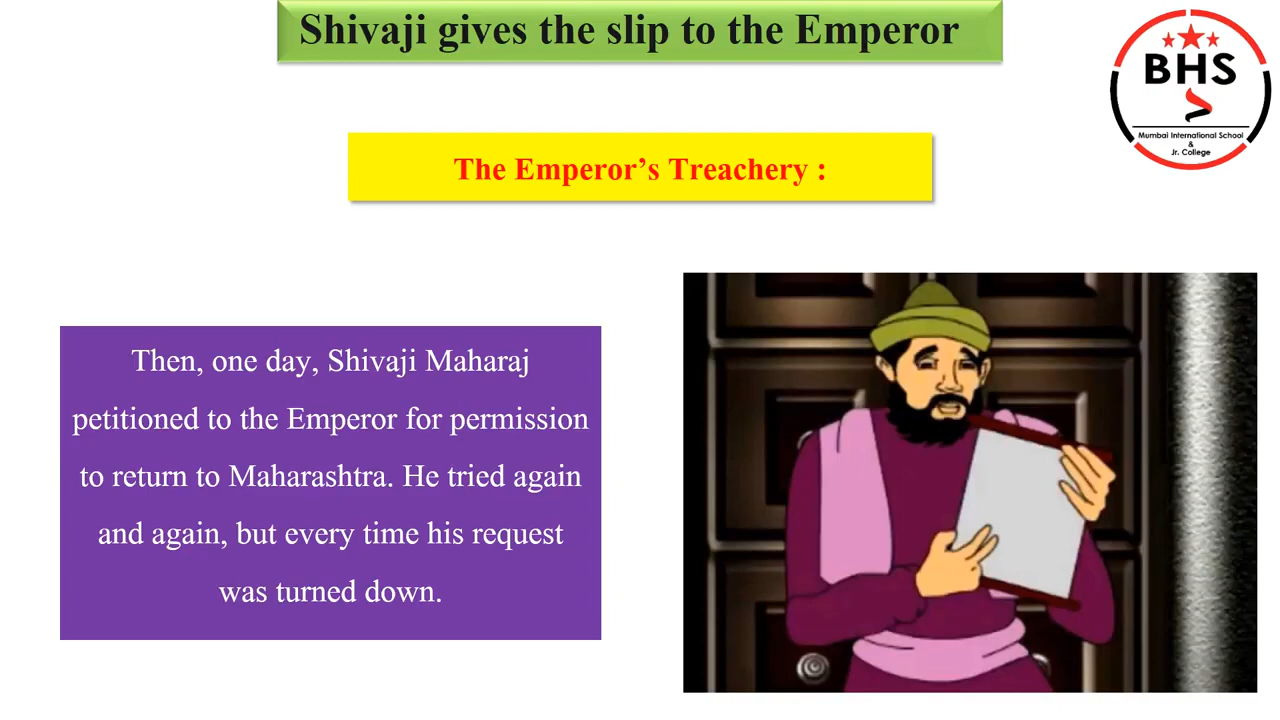 Shivaji gives the slip to the Emperor
BHS
Mumbai International School
&
Jr. College
The Emperor’s Treachery :
Then, one day, Shivaji Maharaj
petitioned to the Emperor for permission
to return to Maharashtra. He tried again
and again, but every time his request
was turned down.